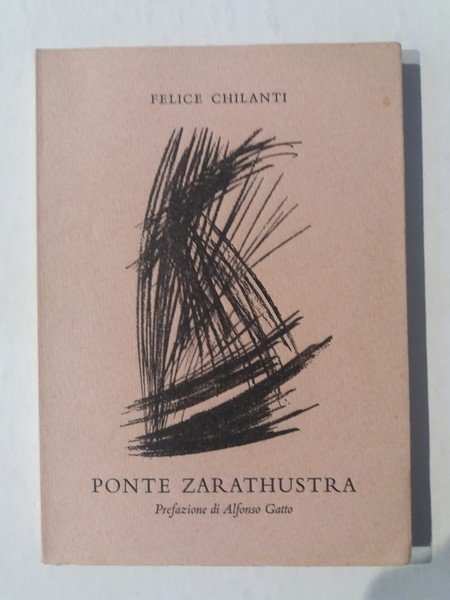 FELICE CHILANTI
PONTE ZARATHUSTRA
Prefazione di Alfonso Gatto